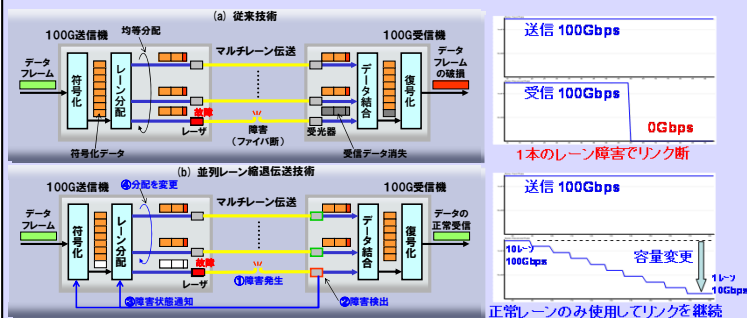 (a) 従来技術
100G送信機
均等分配
マルチレーン伝送
100G受信機
データ
フレーム
符号化
レーン分配
故障
レーザ
符号化データ
障害
(ファイバ断)
受光器
受信データ消失
データ結合
復号化
データ
フレーム
の破損
送信 100Gbps
受信 100Gbps
0Gbps
1本のレーン障害でリンク断
(b) 並列レーン縮退伝送技術
100G送信機
④分配を変更
マルチレーン伝送
100G受信機
データ
フレーム
符号化
レーン分配
故障
レーザ
①障害発生
②障害検出
③障害状態通知
データ結合
復号化
データの
正常受信
送信 100Gbps
10レーン
100Gbps
容量変更
1レーン
10Gbps
正常レーンのみ使用してリンクを継続